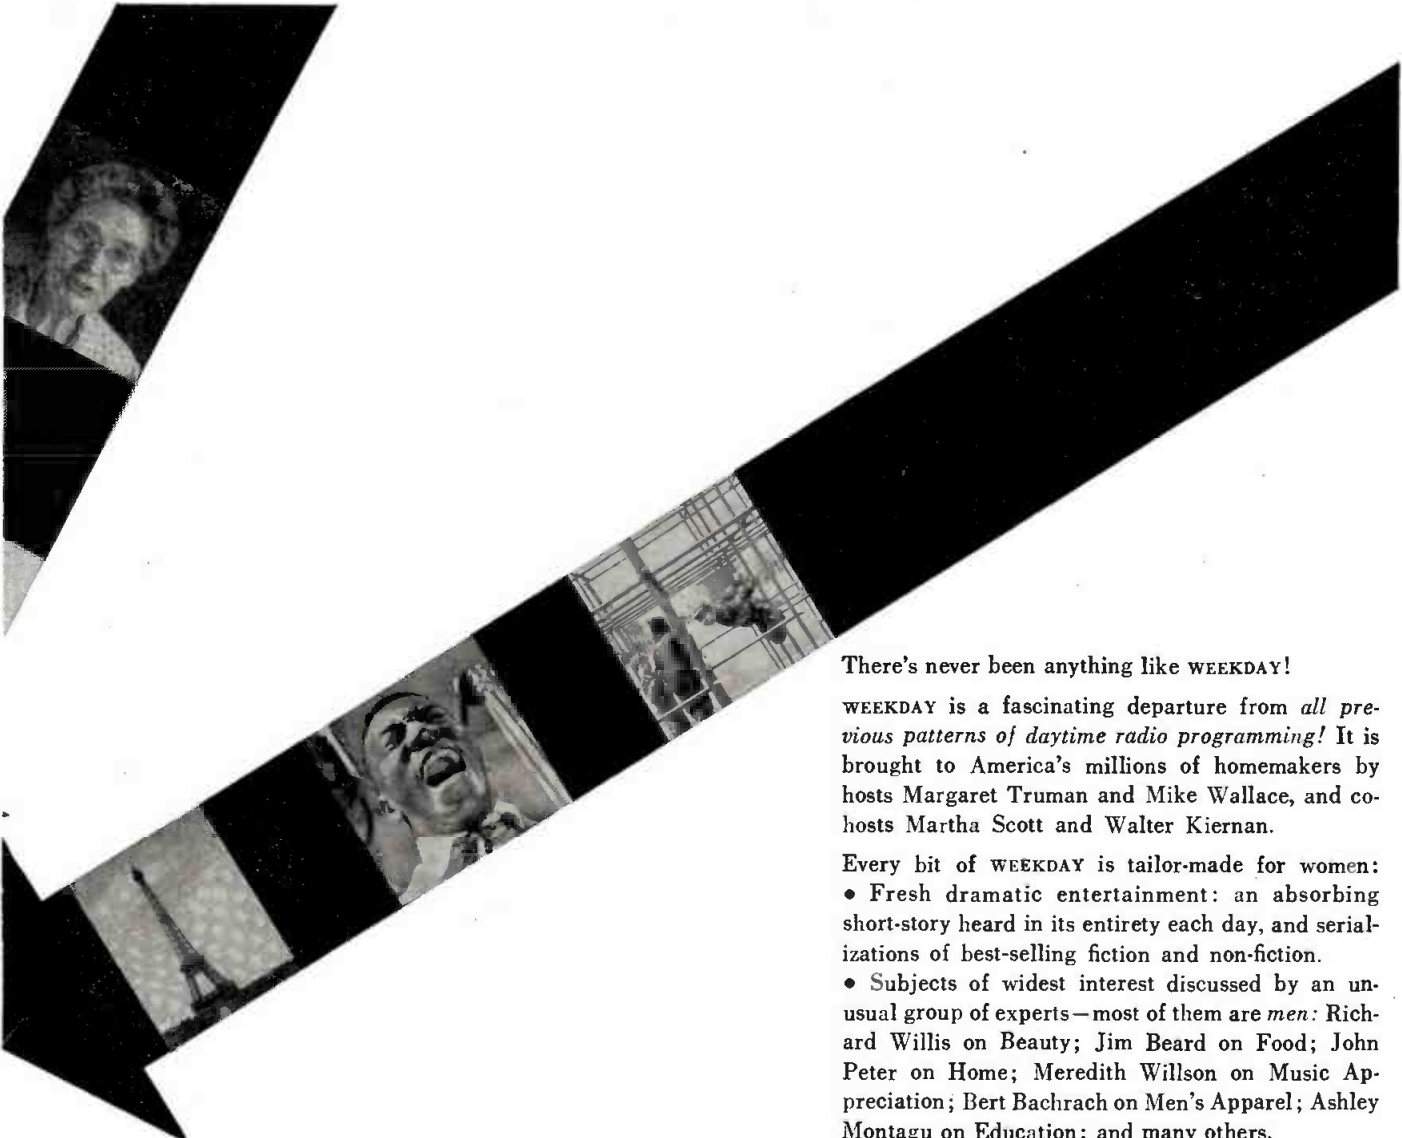 There's never been anything like WEEKDAY!
WEEKDAY is a fascinating departure from all pre-
vious patterns of daytime radio programming! It is
brought to America's millions of homemakers by
hosts Margaret Truman and Mike Wallace, and co-
hosts Martha Scott and Walter Kiernan.
Every bit of WEEKDAY is tailor-made for women:
• Fresh dramatic entertainment: an absorbing
short-story heard in its entirety each day, and serial-
izations of best-selling fiction and non-fiction.
• Subjects of widest interest discussed by an un-
usual group of experts—most of them are men: Rich-
ard Willis on Beauty; Jim Beard on Food; John
Peter on Home; Meredith Willson on Music Ap-
preciation; Bert Bachrach on Men's Apparel; Ashley
Montagu on Education; and many others.